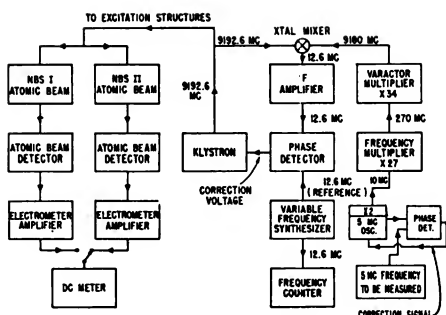 TO EXCITATION STRUCTURES
XTAL MIXER
9192.6 MC
9180 MC
9192.6
MC
12.6 MC
NBS I
ATOMIC BEAM
NBS II
ATOMIC BEAM
IF
AMPLIFIER
VARACTOR
MULTIPLIER
X 34
12.6 MC
270 MC
ATOMIC BEAM
DETECTOR
ATOMIC BEAM
DETECTOR
KLYSTRON
PHASE
DETECTOR
FREQUENCY
MULTIPLIER
X 27
CORRECTION
VOLTAGE
12.6 MC
(REFERENCE)
10 MC
ELECTROMETER
AMPLIFIER
ELECTROMETER
AMPLIFIER
VARIABLE
FREQUENCY
SYNTHESIZER
X2
5 MC
OSC.
PHASE
DET.
12.6 MC
DC METER
FREQUENCY
COUNTER
5 MC FREQUENCY
TO BE MEASURED
CORRECTION SIGNAL